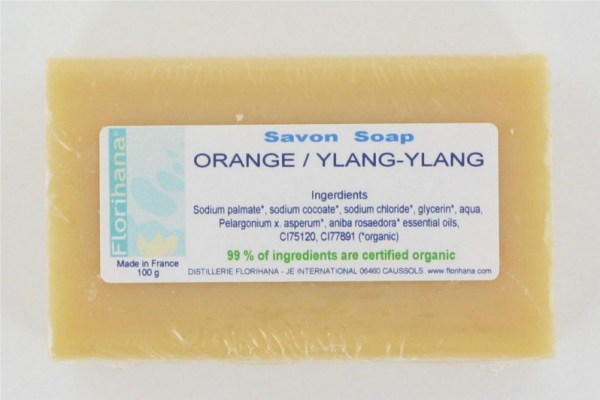 Florihana®
Savon Soap
ORANGE / YLANG-YLANG
Ingerdients
Sodium palmate*, sodium cocoate*, sodium chloride*, glycerin*, aqua,
Pelargonium x. asperum*, aniba rosaedora* essential oils,
CI75120, CI77891 (*organic)
99 % of ingredients are certified organic
Made in France
100 g
DISTILLERIE FLORIHANA - JE INTERNATIONAL 06460 CAUSSOLS www.florihana.com